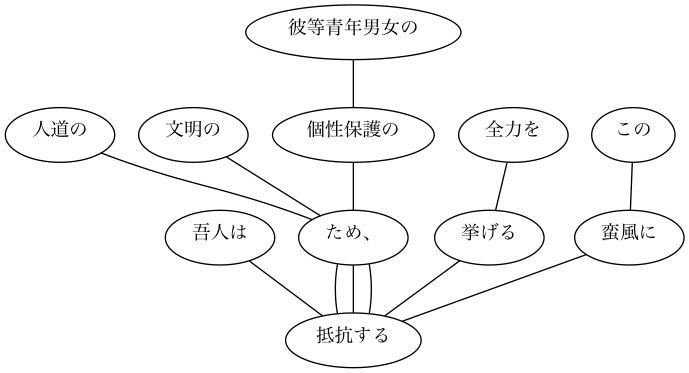 彼等青年男女の
人道の
文明の
個性保護の
全力を
この
吾人は
ため、
挙げる
蛮風に
抵抗する